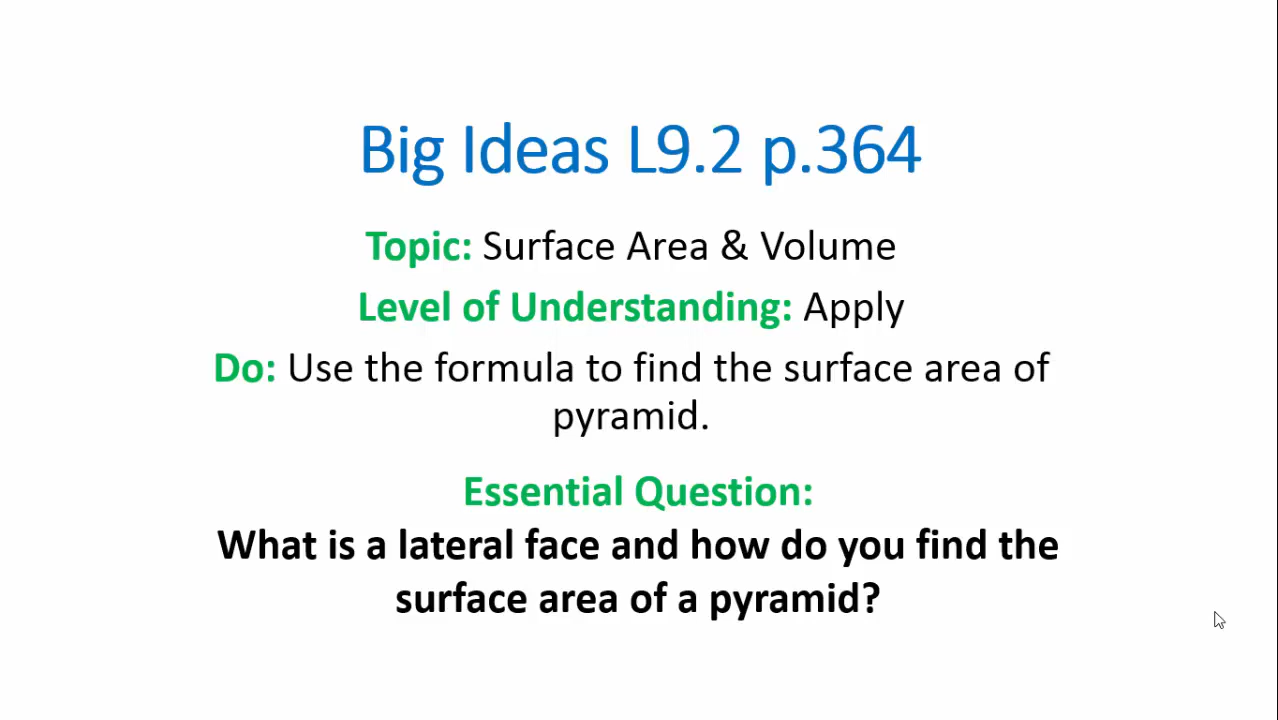 Big Ideas L9.2 p.364
Topic: Surface Area & Volume
Level of Understanding: Apply
Do: Use the formula to find the surface area of
pyramid.
Essential Question:
What is a lateral face and how do you find the
surface area of a pyramid?